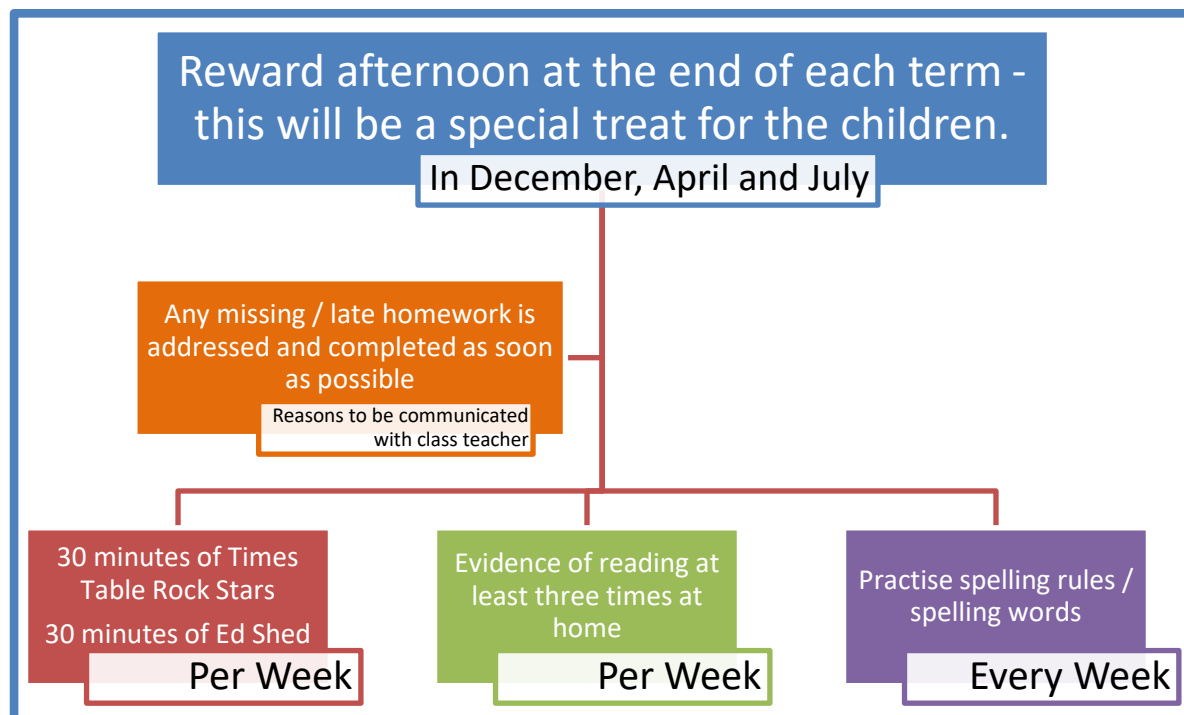 Reward afternoon at the end of each term -
this will be a special treat for the children.
In December, April and July
Any missing / late homework is
addressed and completed as soon
as possible
Reasons to be communicated
with class teacher
30 minutes of Times
Table Rock Stars
30 minutes of Ed Shed
Per Week
Evidence of reading at
least three times at
home
Per Week
Practise spelling rules /
spelling words
Every Week